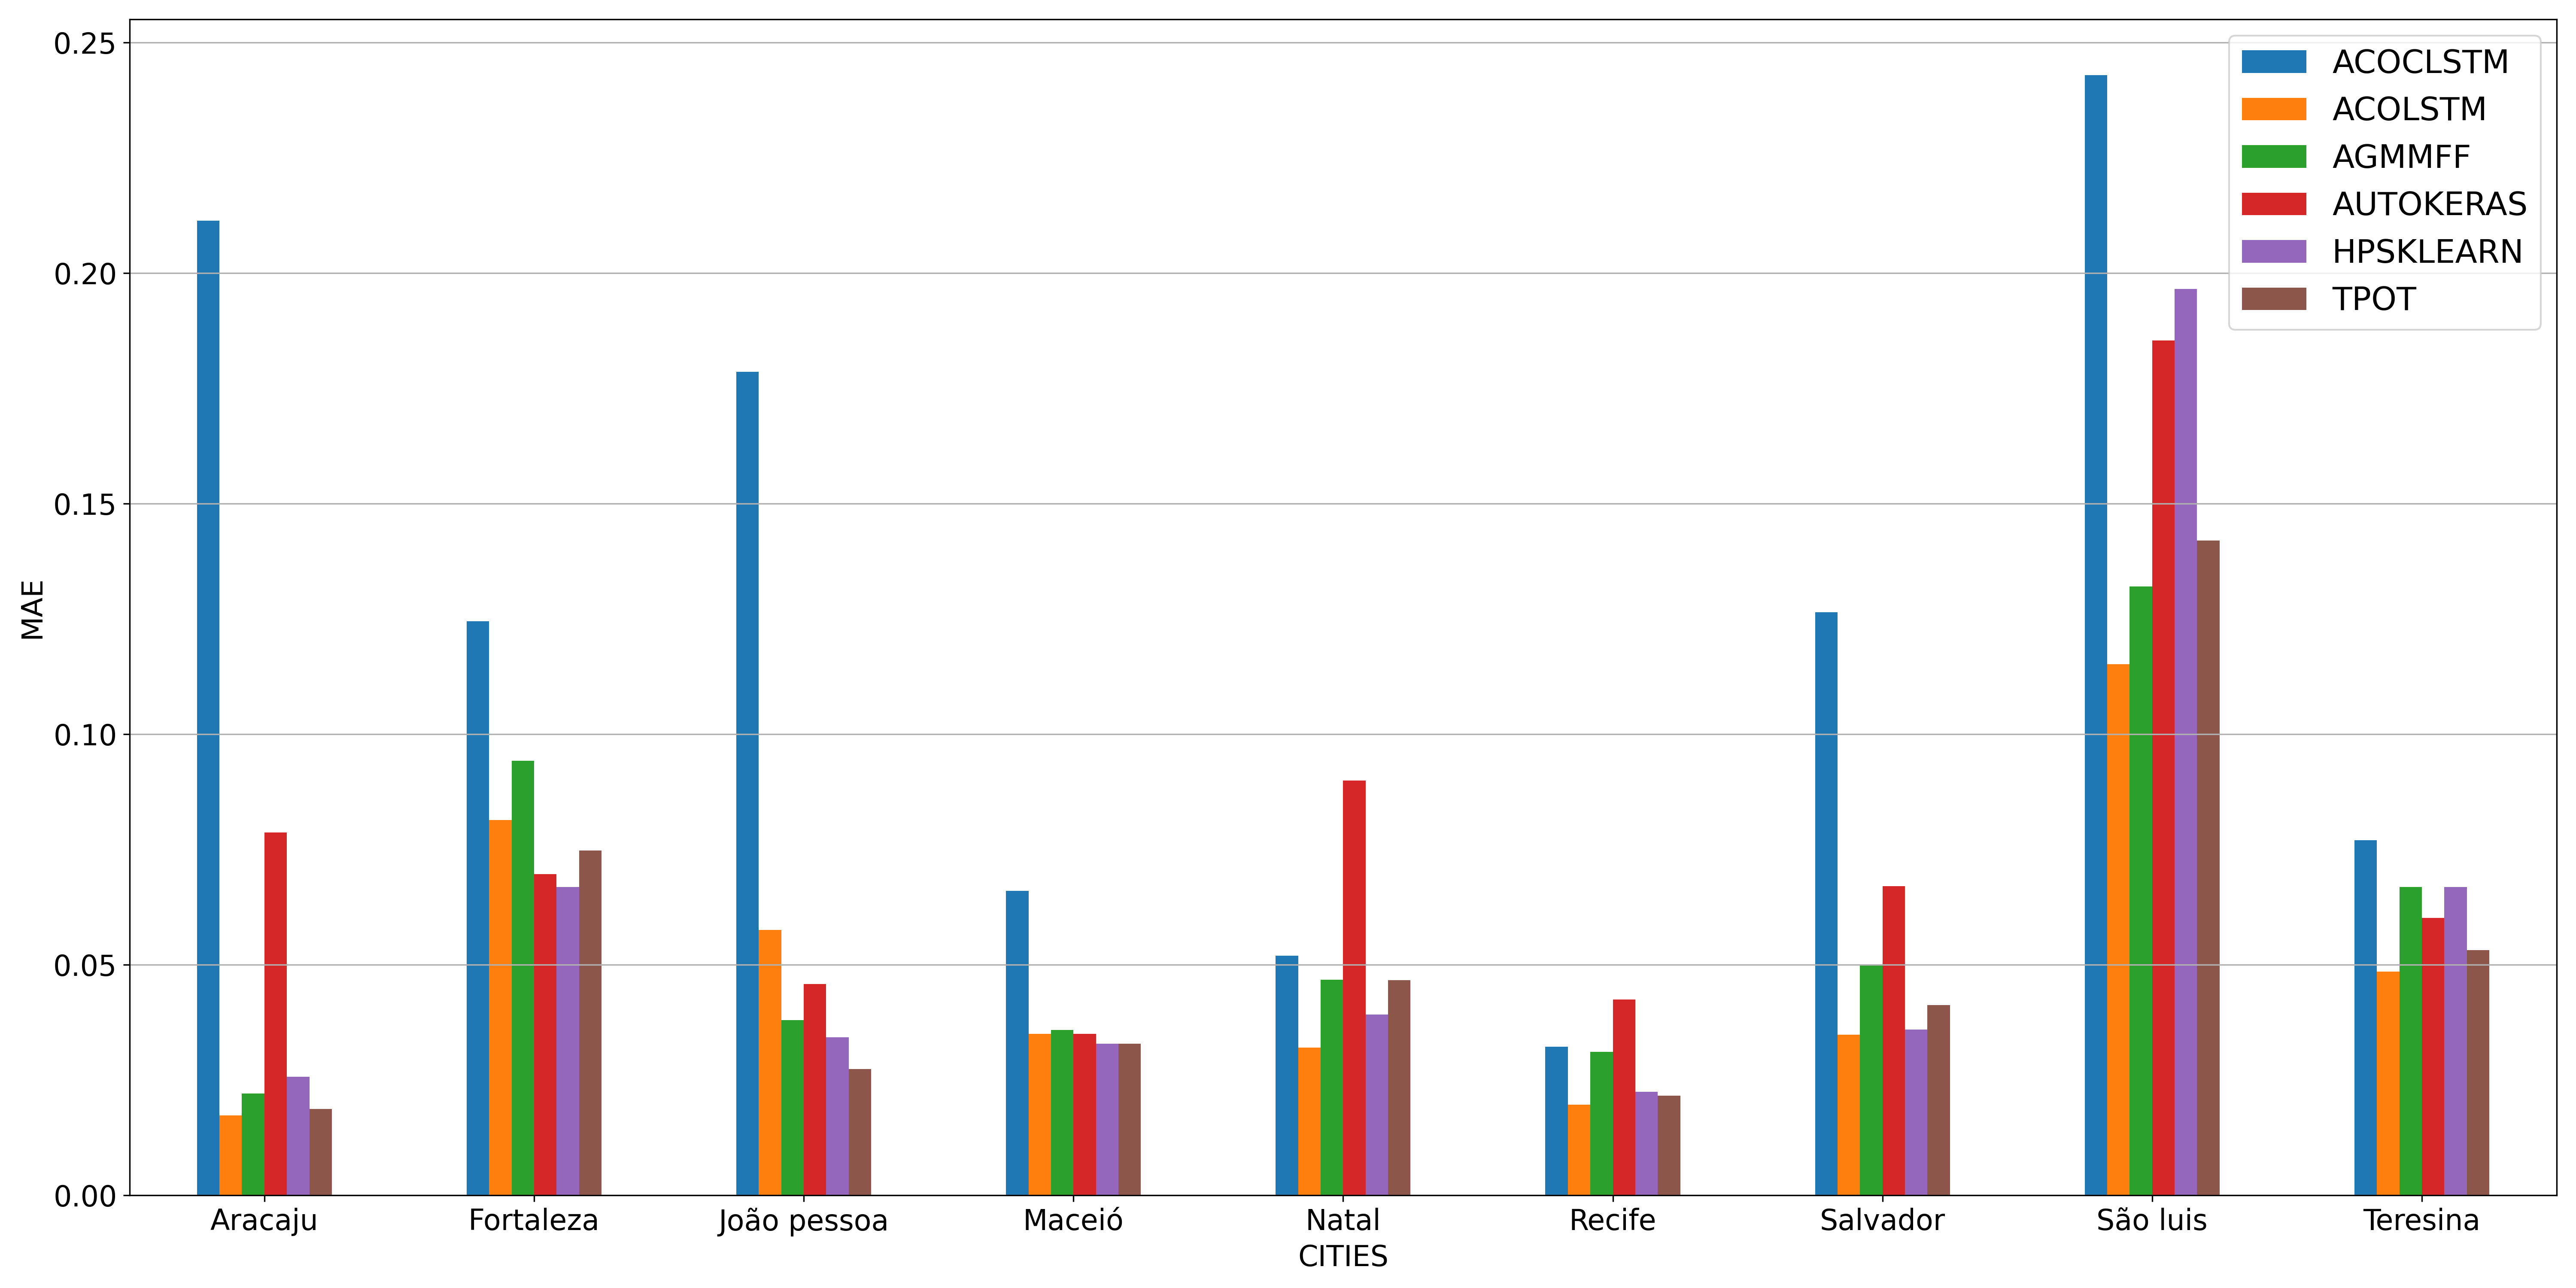 0.25
0.20
0.15
0.10
0.05
0.00
MAE
ACOCLSTM
ACOLSTM
AGMMFF
AUTOKERAS
HPSKLEARN
TPOT
Aracaju Fortaleza João pessoa Maceió Natal Recife Salvador São luis Teresina
CITIES